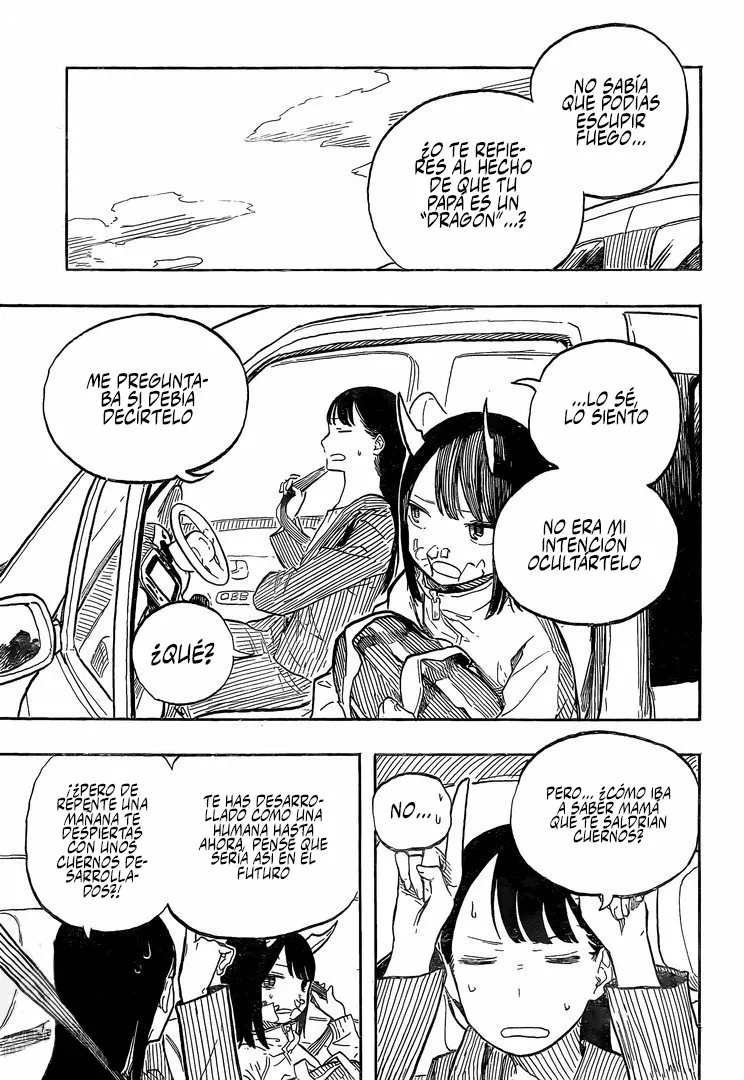 NO SABÍA
QUE PODÍAS
ESCUPIR
FUEGO...
¿O TE REFIE-
RES AL HECHO
DE QUE TU
PAPÁ ES UN
"DRAGÓN"...?
...LO SÉ,
LO SIENTO
NO ERA MI
INTENCIÓN
OCULTÁRTELO
ME PREGUNTA-
BA SI DEBÍA
DECÍRTELO
¿QUÉ?
PERO... ¿CÓMO IBA
A SABER MAMÁ
QUE TE SALDRÍAN
CUERNOS?
NO...
TE HAS DESARRO-
LLADO COMO UNA
HUMANA HASTA
AHORA, PENSÉ QUE
SERÍA ASÍ EN EL
FUTURO
¡¿PERO DE
REPENTE UNA
MAÑANA TE
DESPIERTAS
CON UNOS
CUERNOS DE-
SARROLLA-
DOS?!